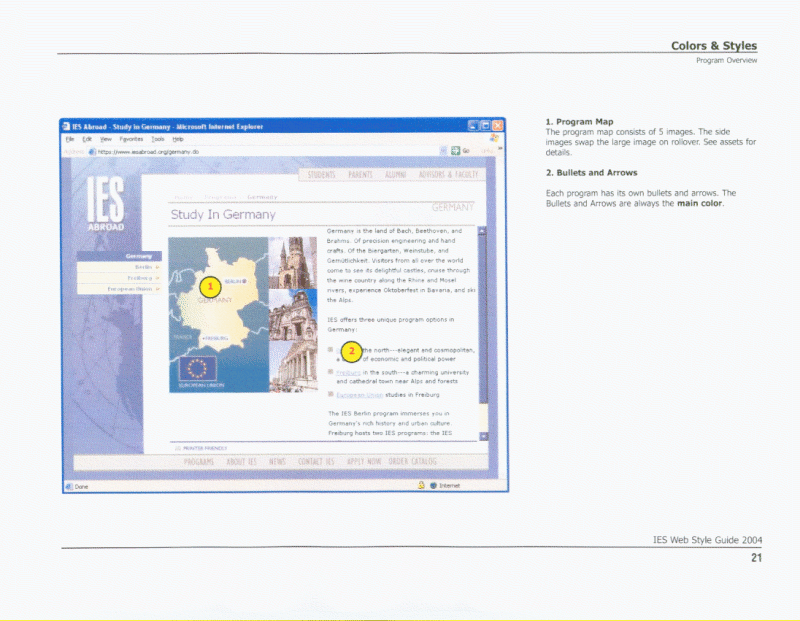 Colors & Styles
Program Overview
IES Abroad - Study in Germany - Microsoft Internet Explorer
File Edit View Favorites Tools Help
Address https://www.iesabroad.org/germany.do Go
STUDENTS PARENTS ALUMNI ADVISORS & FACULTY
IES
ABROAD
Germany
GERMANY
Study In Germany
Germany
Berlin
Freiburg
European Union
BERLIN
GERMANY
FRANCE
FREIBURG
EUROPEAN UNION
1
Germany is the land of Bach, Beethoven, and
Brahms. Of precision engineering and hand
crafts. Of the biergarten, Weinstube, and
Gemütlichkeit. Visitors from all over the world
come to see its delightful castles, cruise through
the wine country along the Rhine and Mosel
rivers, experience Oktoberfest in Bavaria, and ski
the Alps.
IES offers three unique program options in
Germany:
2
the north—elegant and cosmopolitan,
a of economic and political power
Freiburg in the south—a charming university
and cathedral town near Alps and forests
European Union studies in Freiburg
The IES Berlin program immerses you in
Germany's rich history and urban culture.
Freiburg hosts two IES programs: the IES
PRINTER FRIENDLY
PROGRAMS ABOUT IES NEWS CONTACT IES APPLY NOW ORDER CATALOG
Done Internet
1. Program Map
The program map consists of 5 images. The side
images swap the large image on rollover. See assets for
details.
2. Bullets and Arrows
Each program has its own bullets and arrows. The
Bullets and Arrows are always the main color.
IES Web Style Guide 2004
21